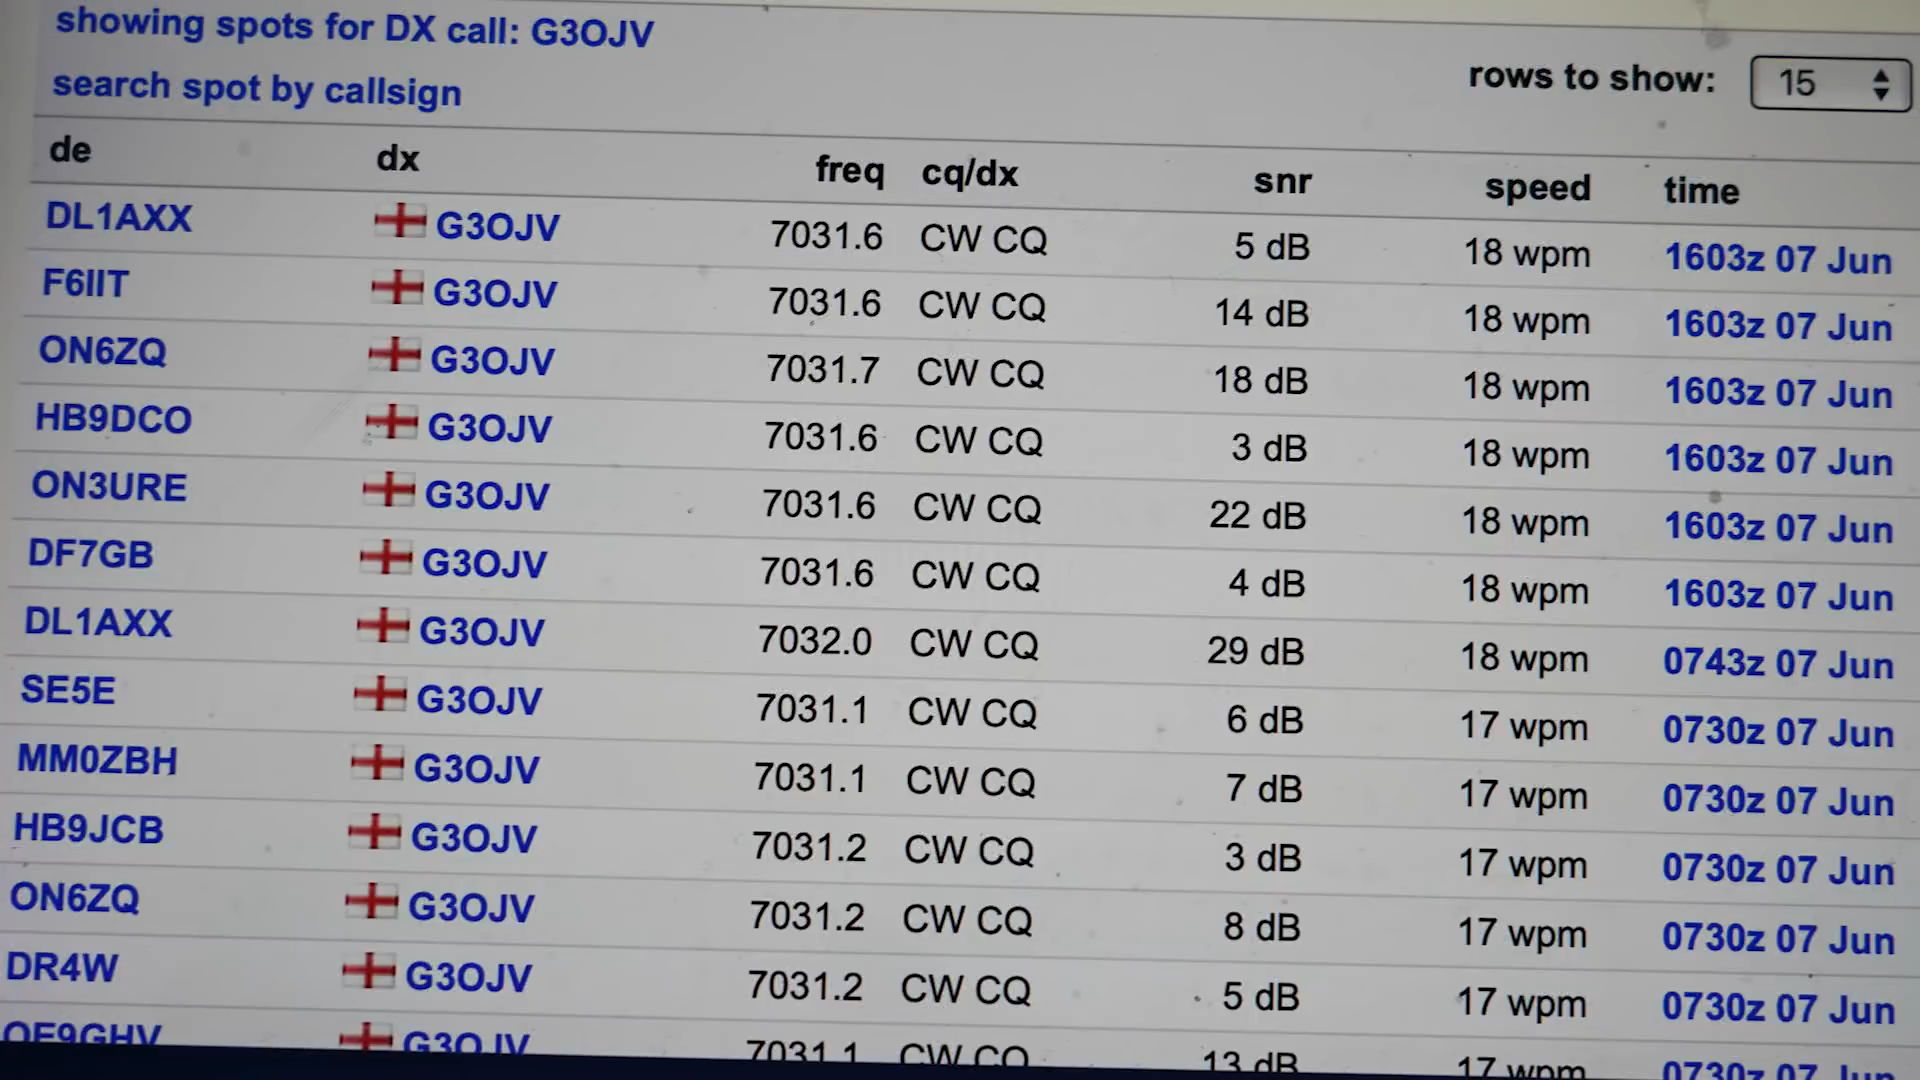 showing spots for DX call: G3OJV
search spot by callsign
rows to show: 15
de dx freq cq/dx snr speed time
DL1AXX G3OJV 7031.6 CW CQ 5 dB 18 wpm 1603z 07 Jun
F6IIT G3OJV 7031.6 CW CQ 14 dB 18 wpm 1603z 07 Jun
ON6ZQ G3OJV 7031.7 CW CQ 18 dB 18 wpm 1603z 07 Jun
HB9DCO G3OJV 7031.6 CW CQ 3 dB 18 wpm 1603z 07 Jun
ON3URE G3OJV 7031.6 CW CQ 22 dB 18 wpm 1603z 07 Jun
DF7GB G3OJV 7031.6 CW CQ 4 dB 18 wpm 1603z 07 Jun
DL1AXX G3OJV 7032.0 CW CQ 29 dB 18 wpm 0743z 07 Jun
SE5E G3OJV 7031.1 CW CQ 6 dB 17 wpm 0730z 07 Jun
MM0ZBH G3OJV 7031.1 CW CQ 7 dB 17 wpm 0730z 07 Jun
HB9JCB G3OJV 7031.2 CW CQ 3 dB 17 wpm 0730z 07 Jun
ON6ZQ G3OJV 7031.2 CW CQ 8 dB 17 wpm 0730z 07 Jun
DR4W G3OJV 7031.2 CW CQ 5 dB 17 wpm 0730z 07 Jun
G3OJV 7031.1 CW CQ 13 dB 17 wpm 0730z 07 Jun